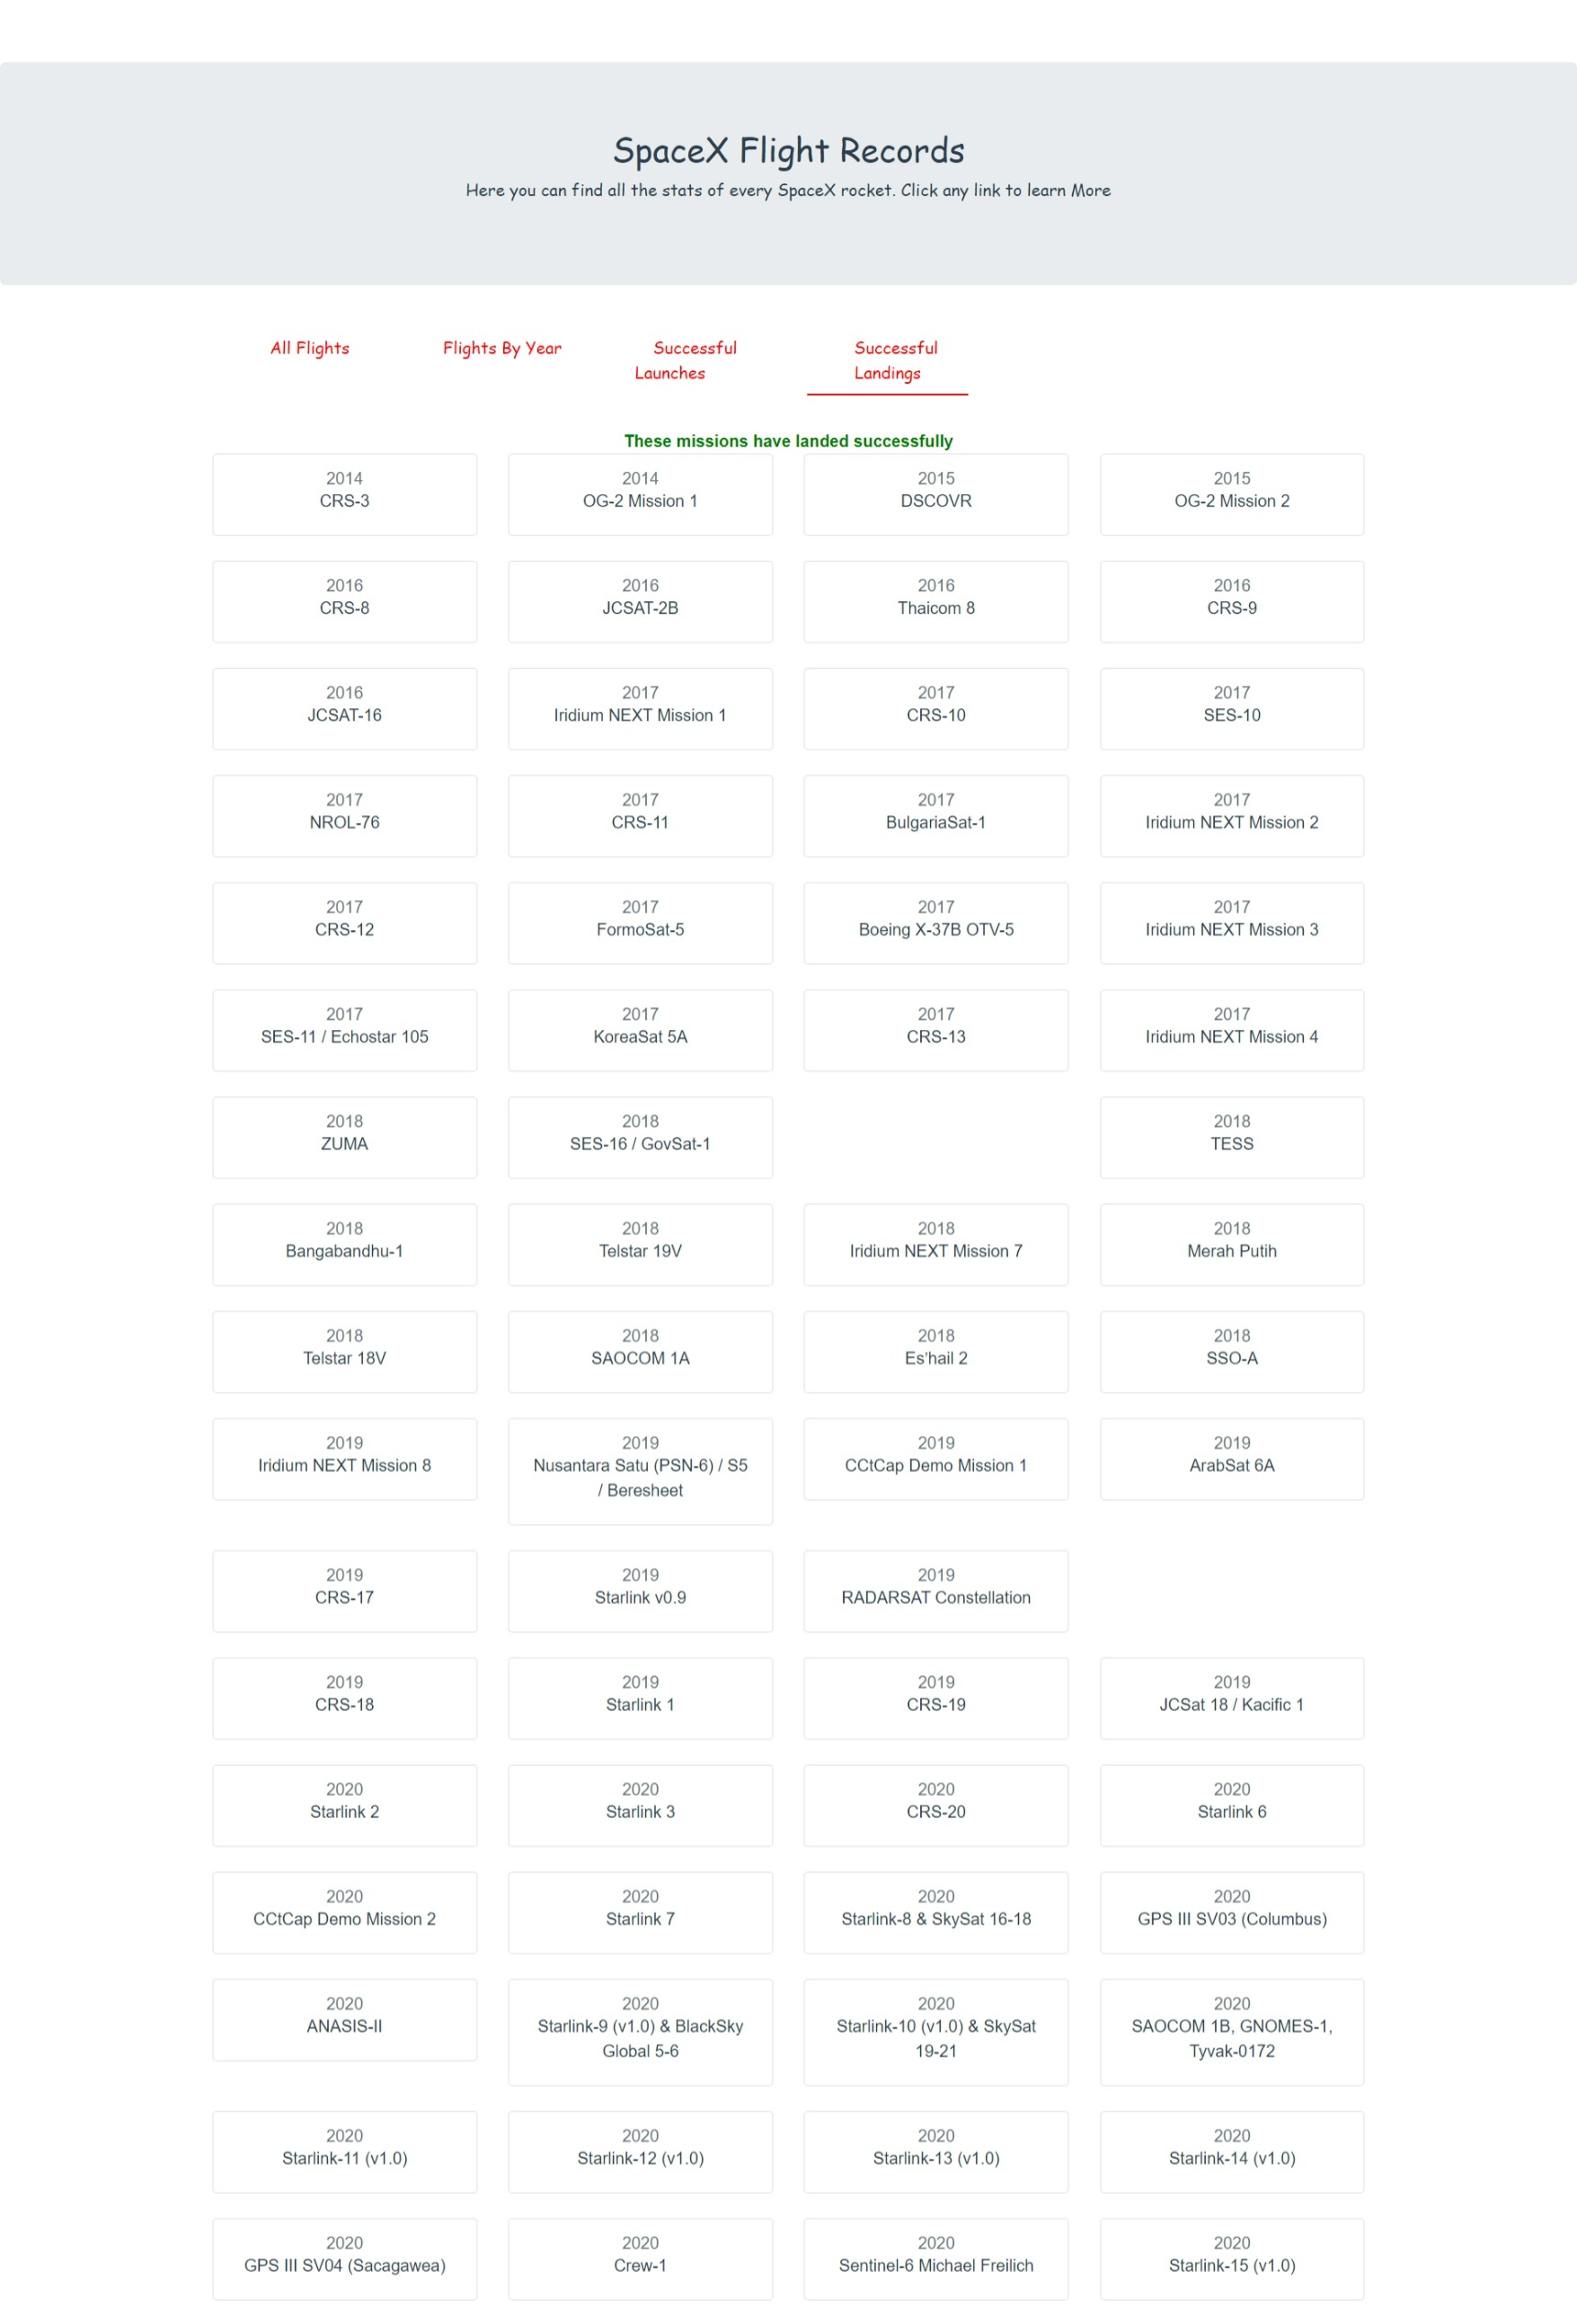 SpaceX Flight Records
Here you can find all the stats of every SpaceX rocket. Click any link to learn More
All Flights
Flights By Year
Successful
Launches
Successful
Landings
These missions have landed successfully
2014
CRS-3
2014
OG-2 Mission 1
2015
DSCOVR
2015
OG-2 Mission 2
2016
CRS-8
2016
JCSAT-2B
2016
Thaicom 8
2016
CRS-9
2016
JCSAT-16
2017
Iridium NEXT Mission 1
2017
CRS-10
2017
SES-10
2017
NROL-76
2017
CRS-11
2017
BulgariaSat-1
2017
Iridium NEXT Mission 2
2017
CRS-12
2017
FormoSat-5
2017
Boeing X-37B OTV-5
2017
Iridium NEXT Mission 3
2017
SES-11 / Echostar 105
2017
KoreaSat 5A
2017
CRS-13
2017
Iridium NEXT Mission 4
2018
ZUMA
2018
SES-16 / GovSat-1
2018
TESS
2018
Bangabandhu-1
2018
Telstar 19V
2018
Iridium NEXT Mission 7
2018
Merah Putih
2018
Telstar 18V
2018
SAOCOM 1A
2018
Es'hail 2
2018
SSO-A
2019
Iridium NEXT Mission 8
2019
Nusantara Satu (PSN-6) / S5
/ Beresheet
2019
CCtCap Demo Mission 1
2019
ArabSat 6A
2019
CRS-17
2019
Starlink v0.9
2019
RADARSAT Constellation
2019
CRS-18
2019
Starlink 1
2019
CRS-19
2019
JCSat 18 / Kacific 1
2020
Starlink 2
2020
Starlink 3
2020
CRS-20
2020
Starlink 6
2020
CCtCap Demo Mission 2
2020
Starlink 7
2020
Starlink-8 & SkySat 16-18
2020
GPS III SV03 (Columbus)
2020
ANASIS-II
2020
Starlink-9 (v1.0) & BlackSky
Global 5-6
2020
Starlink-10 (v1.0) & SkySat
19-21
2020
SAOCOM 1B, GNOMES-1,
Tyvak-0172
2020
Starlink-11 (v1.0)
2020
Starlink-12 (v1.0)
2020
Starlink-13 (v1.0)
2020
Starlink-14 (v1.0)
2020
GPS III SV04 (Sacagawea)
2020
Crew-1
2020
Sentinel-6 Michael Freilich
2020
Starlink-15 (v1.0)